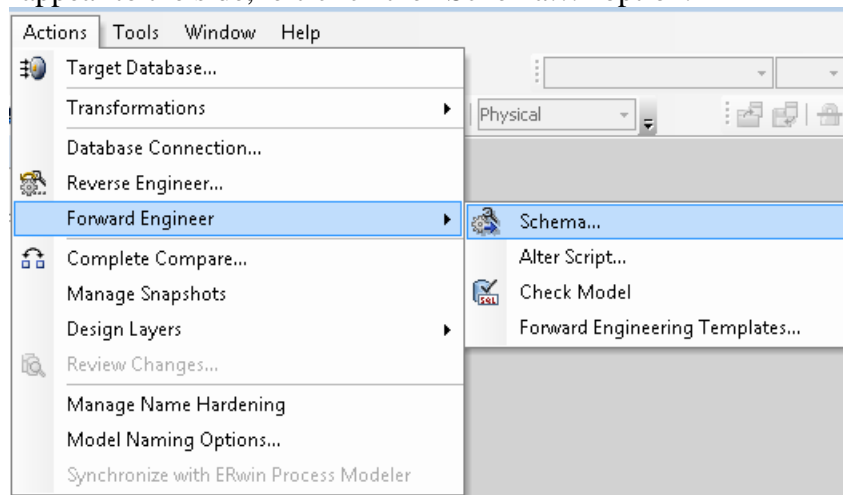 Actions Tools Window Help
Target Database...
Transformations
Physical
Database Connection...
Reverse Engineer...
Forward Engineer
Schema...
Complete Compare...
Alter Script...
Manage Snapshots
Check Model
Design Layers
Forward Engineering Templates...
Review Changes...
Manage Name Hardening
Model Naming Options...
Synchronize with ERwin Process Modeler